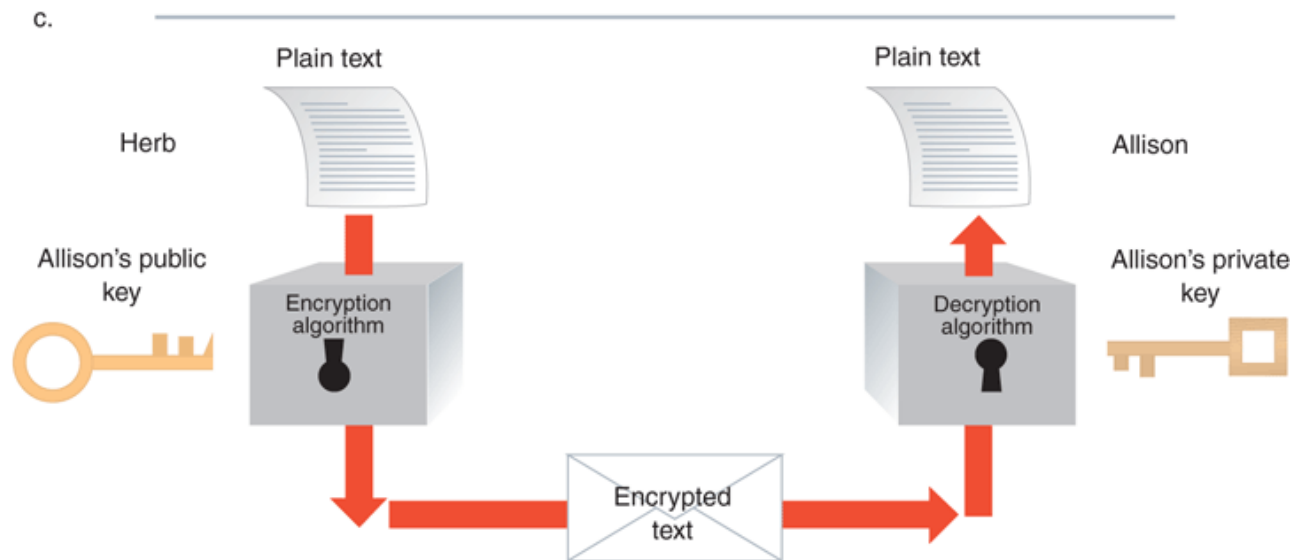 c.
Plain text
Plain text
Herb
Allison
Allison's public
key
Encryption
algorithm
Decryption
algorithm
Allison's private
key
Encrypted
text